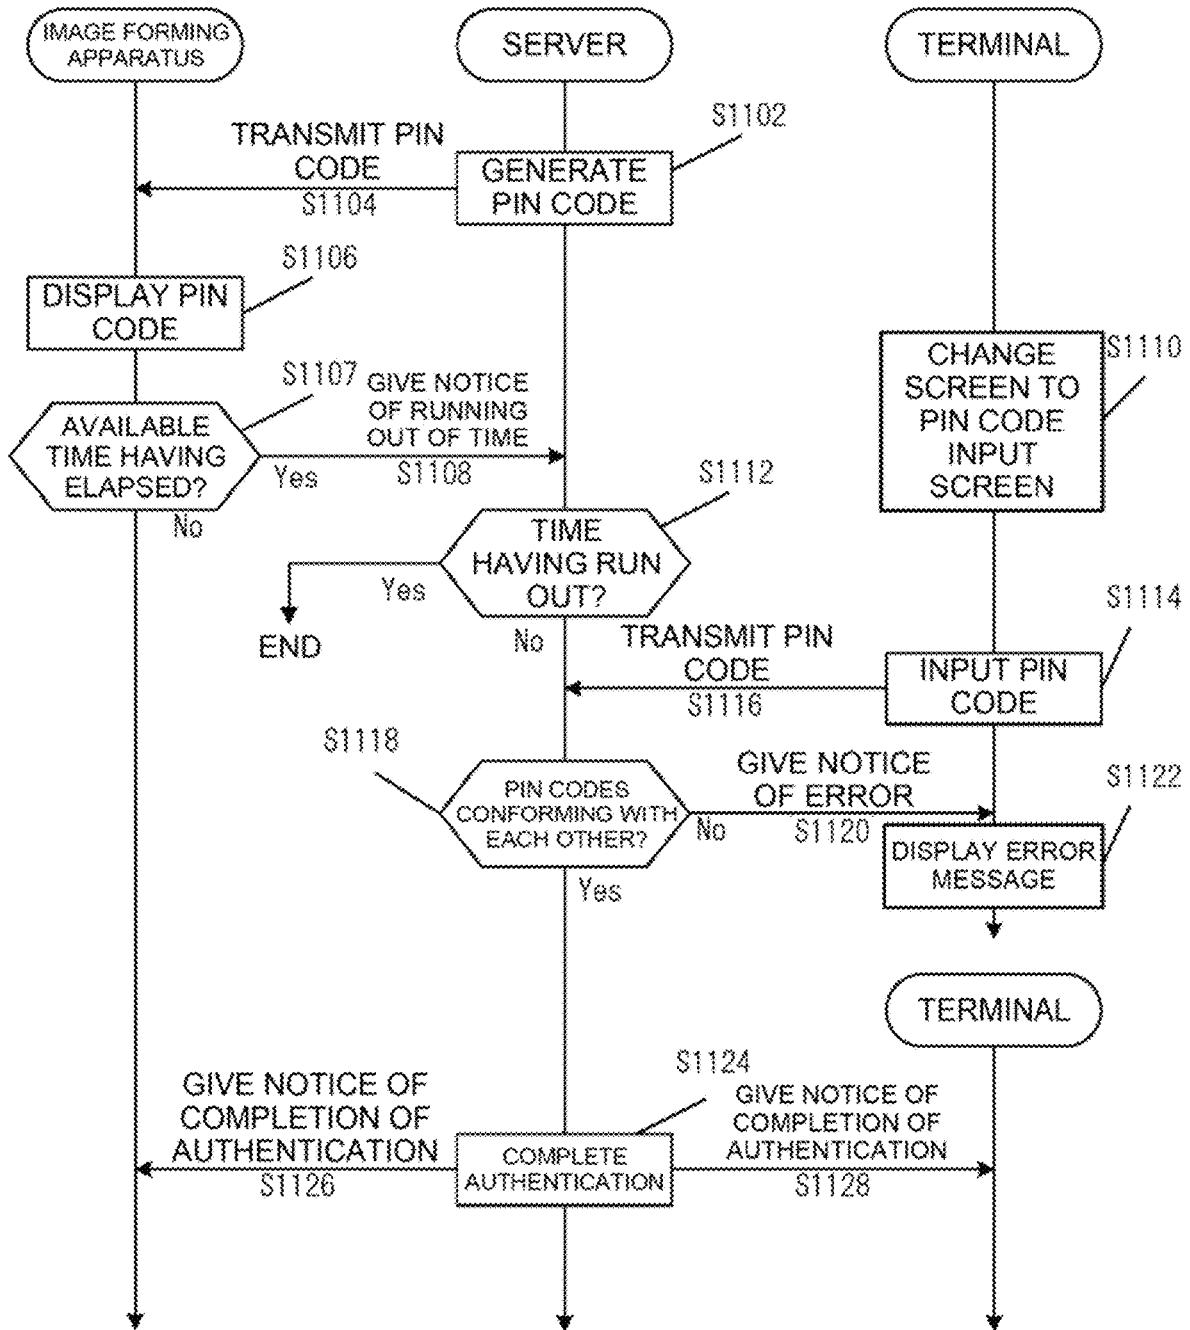 IMAGE FORMING
APPARATUS
SERVER
TERMINAL
S1102
TRANSMIT PIN
CODE
S1104
GENERATE
PIN CODE
S1106
DISPLAY PIN
CODE
S1107
GIVE NOTICE
OF RUNNING
OUT OF TIME
S1108
AVAILABLE
TIME HAVING
ELAPSED?
Yes
No
CHANGE
SCREEN TO
PIN CODE
INPUT
SCREEN
S1110
S1112
TIME
HAVING RUN
OUT?
Yes
END
No
S1114
TRANSMIT PIN
CODE
S1116
INPUT PIN
CODE
S1118
PIN CODES
CONFORMING WITH
EACH OTHER?
GIVE NOTICE
OF ERROR
S1120
No
Yes
S1122
DISPLAY ERROR
MESSAGE
TERMINAL
S1124
GIVE NOTICE OF
COMPLETION OF
AUTHENTICATION
S1126
COMPLETE
AUTHENTICATION
GIVE NOTICE OF
COMPLETION OF
AUTHENTICATION
S1128